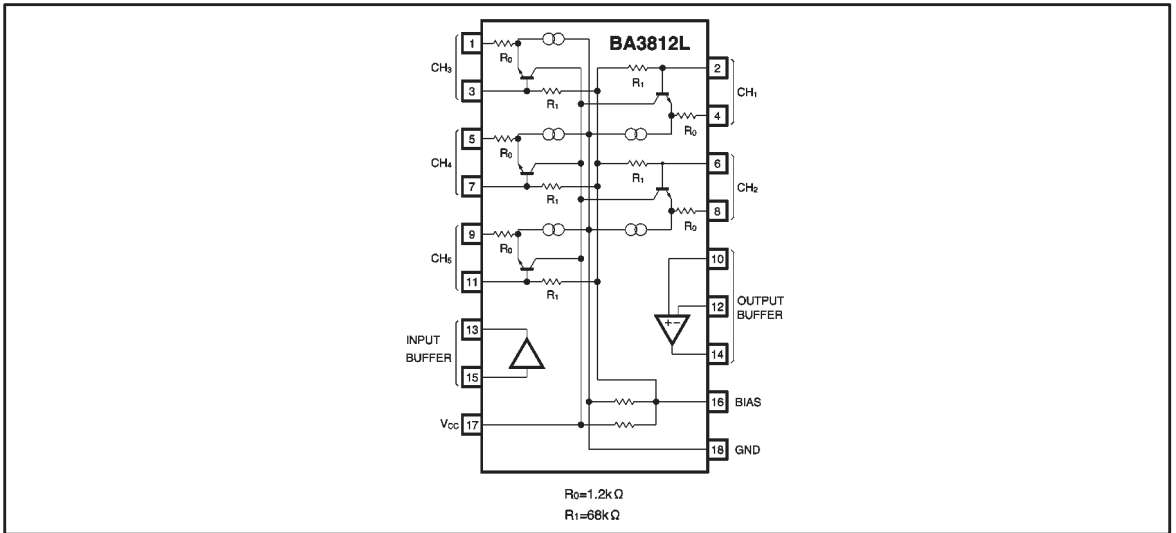 BA3812L
1
R₀
CH₃
3
R₁
R₁
2
CH₁
4
R₀
5
R₀
CH₄
7
R₁
R₁
6
CH₂
8
R₀
9
R₀
CH₅
11
R₁
10
12
OUTPUT
BUFFER
+ −
14
13
INPUT
BUFFER
15
16 BIAS
Vcc 17
18 GND
R₀=1.2kΩ
R₁=68kΩ